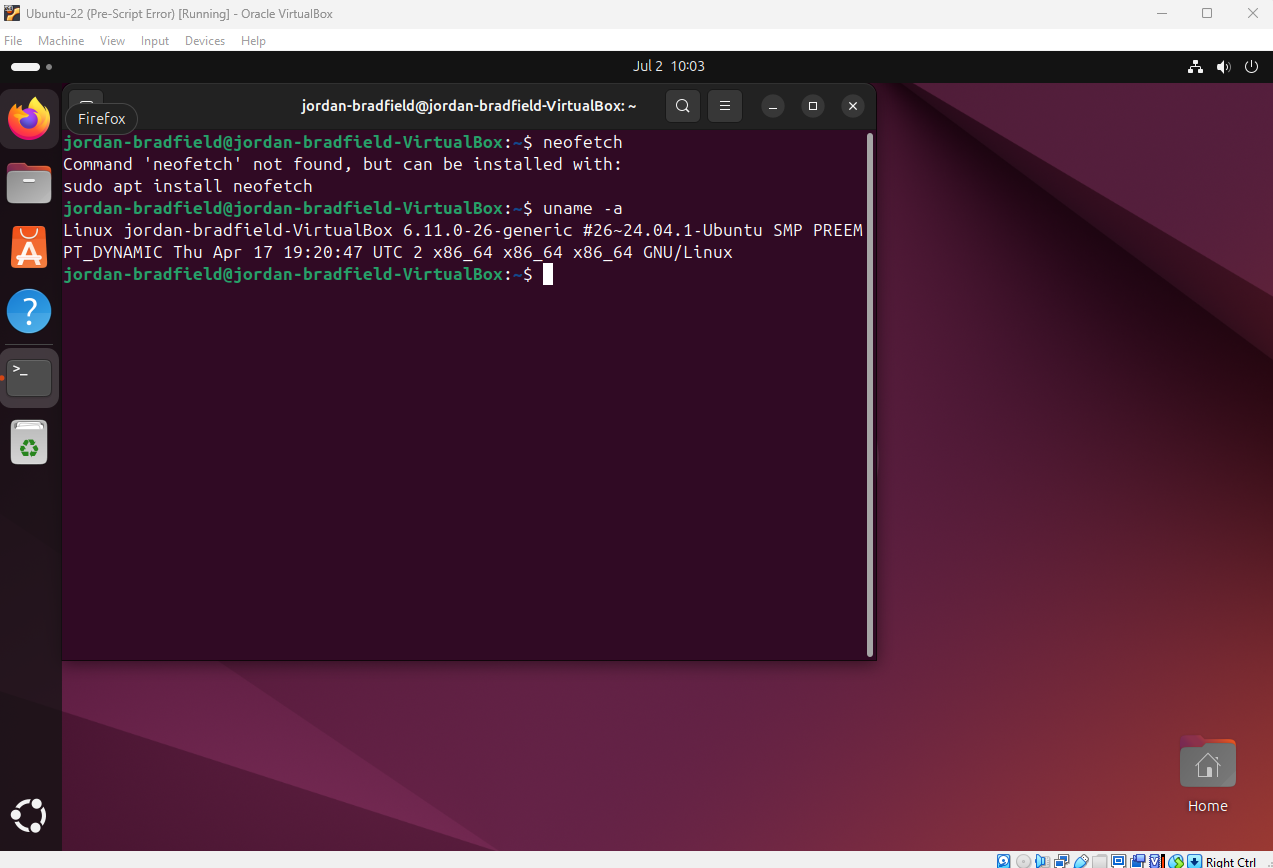 Ubuntu-22 (Pre-Script Error) [Running] - Oracle VirtualBox
File Machine View Input Devices Help
Jul 2 10:03
jordan-bradfield@jordan-bradfield-VirtualBox: ~
Firefox
jordan-bradfield@jordan-bradfield-VirtualBox:~$ neofetch
Command 'neofetch' not found, but can be installed with:
sudo apt install neofetch
jordan-bradfield@jordan-bradfield-VirtualBox:~$ uname -a
Linux jordan-bradfield-VirtualBox 6.11.0-26-generic #26~24.04.1-Ubuntu SMP PREEM
PT_DYNAMIC Thu Apr 17 19:20:47 UTC 2 x86_64 x86_64 x86_64 GNU/Linux
jordan-bradfield@jordan-bradfield-VirtualBox:~$
Home
Right Ctrl